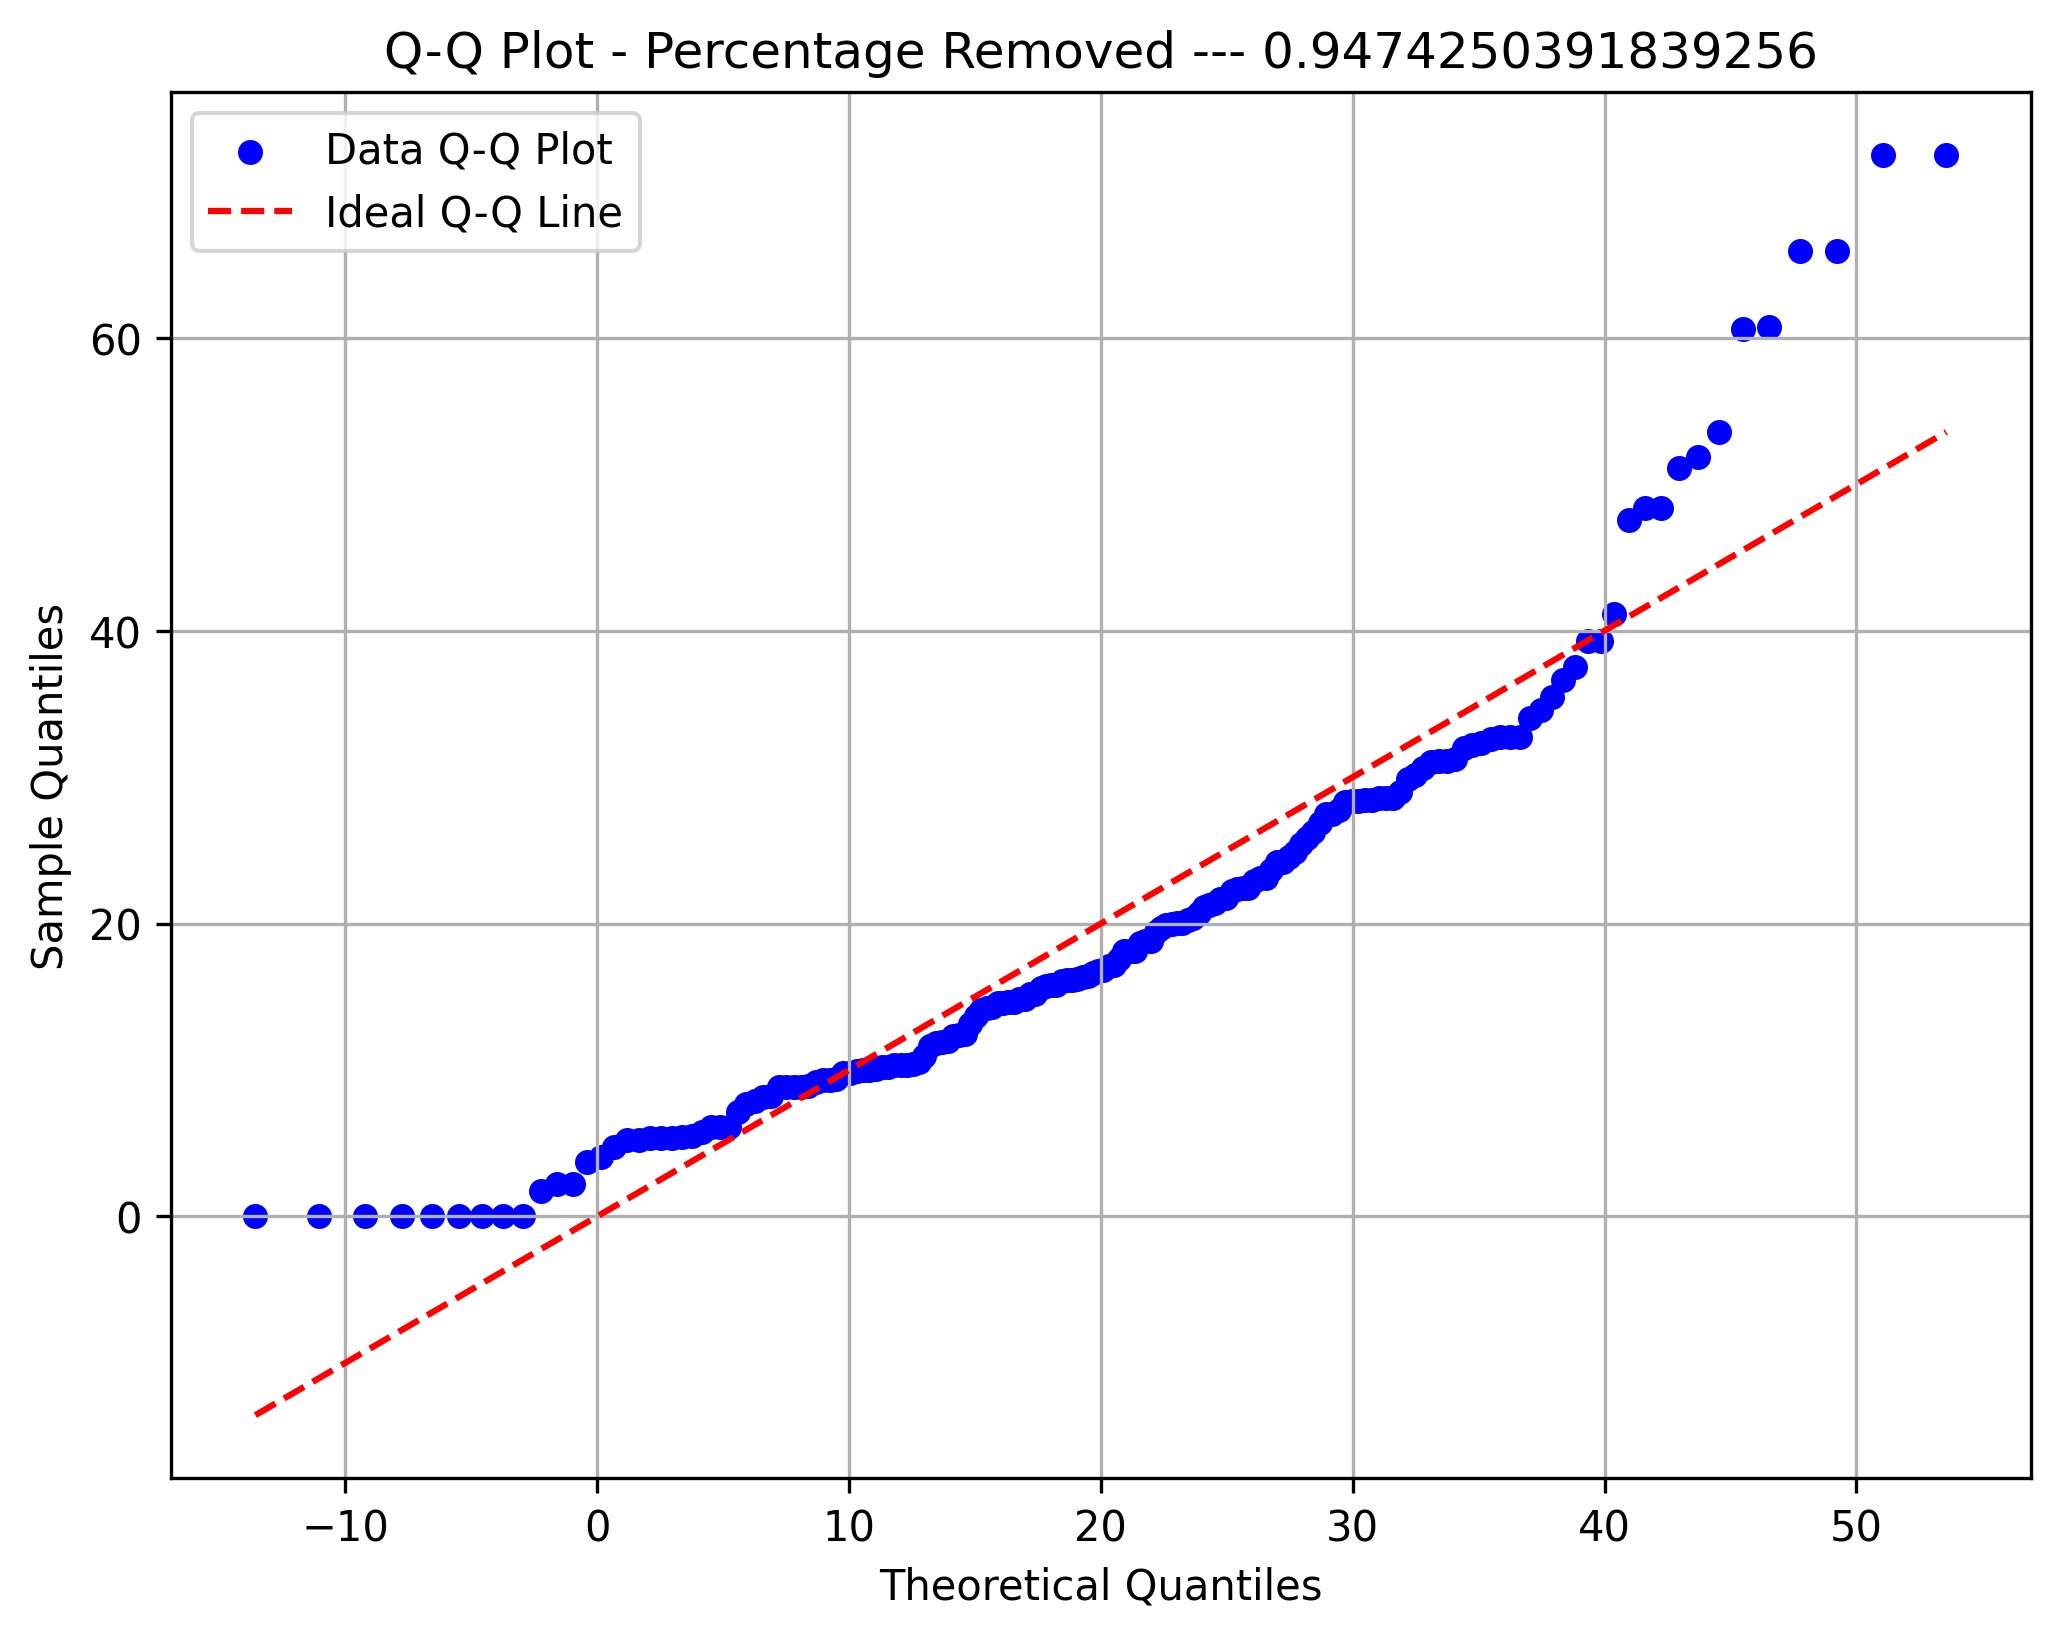 Q-Q Plot - Percentage Removed --- 0.9474250391839256
Data Q-Q Plot
Ideal Q-Q Line
60
40
20
0
Sample Quantiles
−10
0
10
20
30
40
50
Theoretical Quantiles